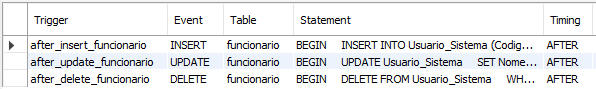 Trigger Event Table Statement Timing
after_insert_funcionario INSERT funcionario BEGIN INSERT INTO Usuario_Sistema (Codig... AFTER
after_update_funcionario UPDATE funcionario BEGIN UPDATE Usuario_Sistema SET Nome... AFTER
after_delete_funcionario DELETE funcionario BEGIN DELETE FROM Usuario_Sistema WH... AFTER